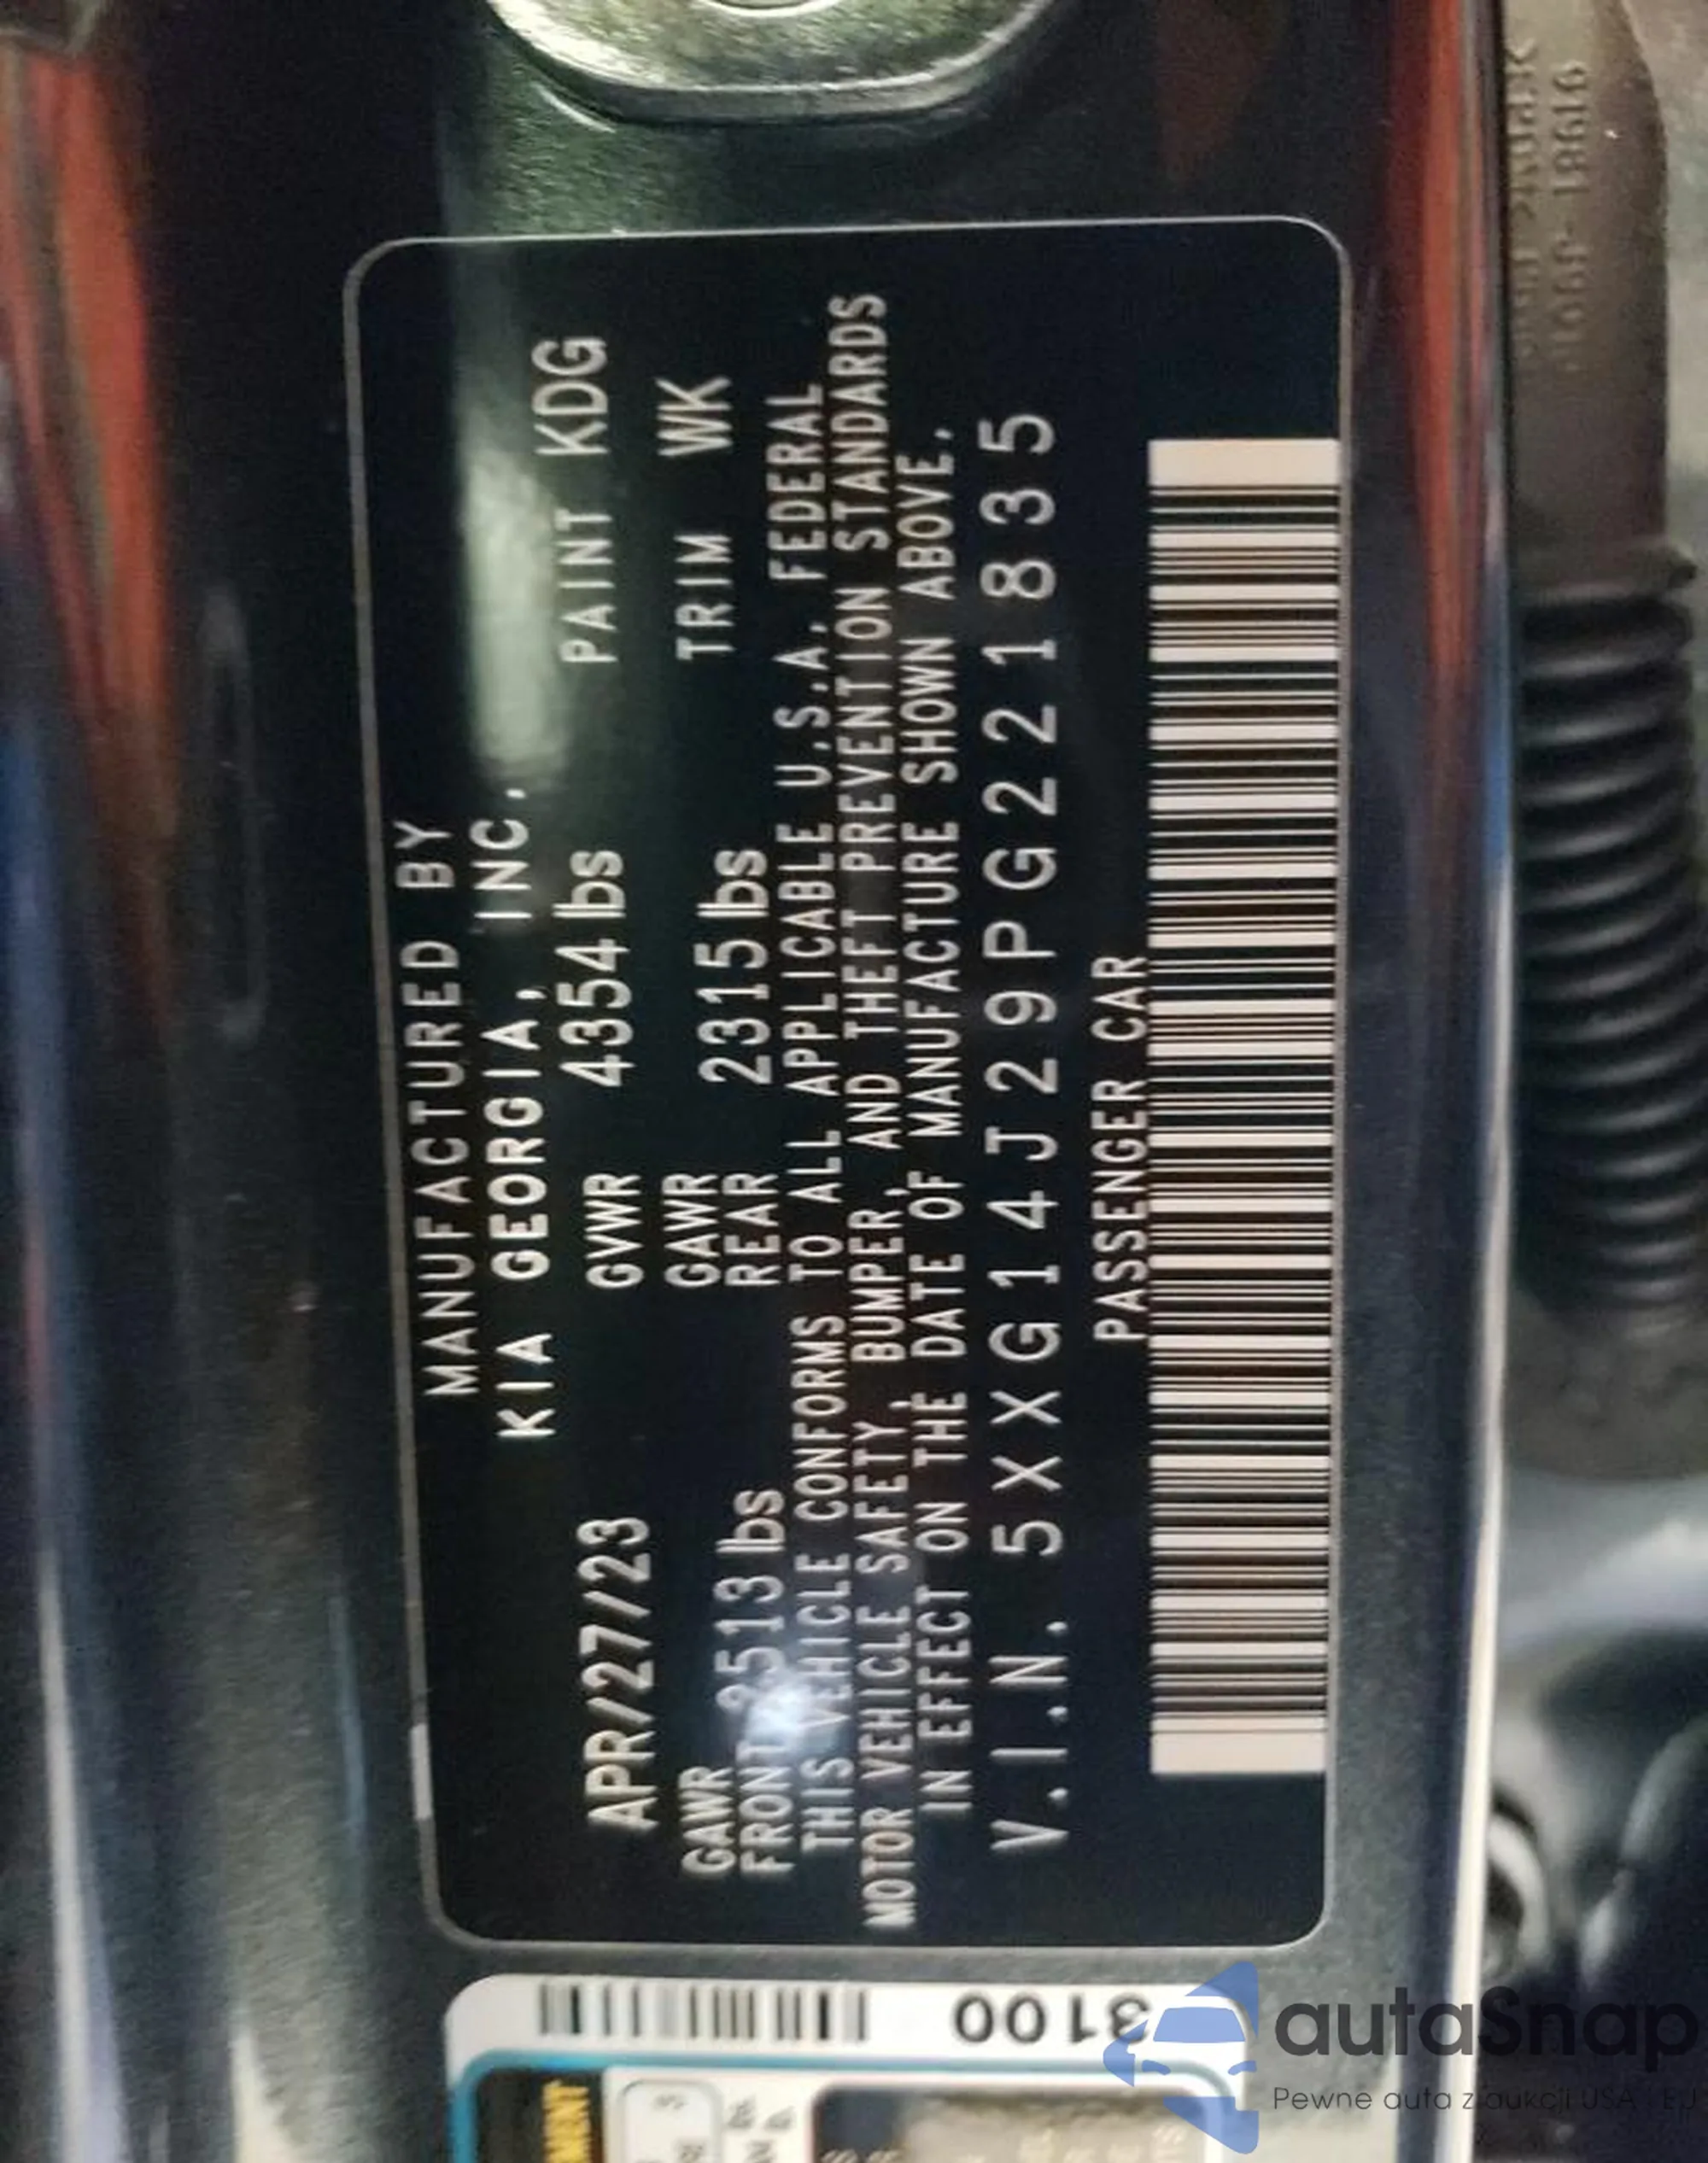 MANUFACTURED BY
KIA GEORGIA, INC.
APR/27/23 GVWR 4354 lbs PAINT KDG
GAWR FRONT 2513 lbs GAWR REAR 2315 lbs TRIM WK
THIS VEHICLE CONFORMS TO ALL APPLICABLE U.S.A. FEDERAL
MOTOR VEHICLE SAFETY, BUMPER, AND THEFT PREVENTION STANDARDS
IN EFFECT ON THE DATE OF MANUFACTURE SHOWN ABOVE.
V.I.N. 5XXG14J29PG221835
PASSENGER CAR
3100
autaSnap
Pewne auta z aukcji USA i EU